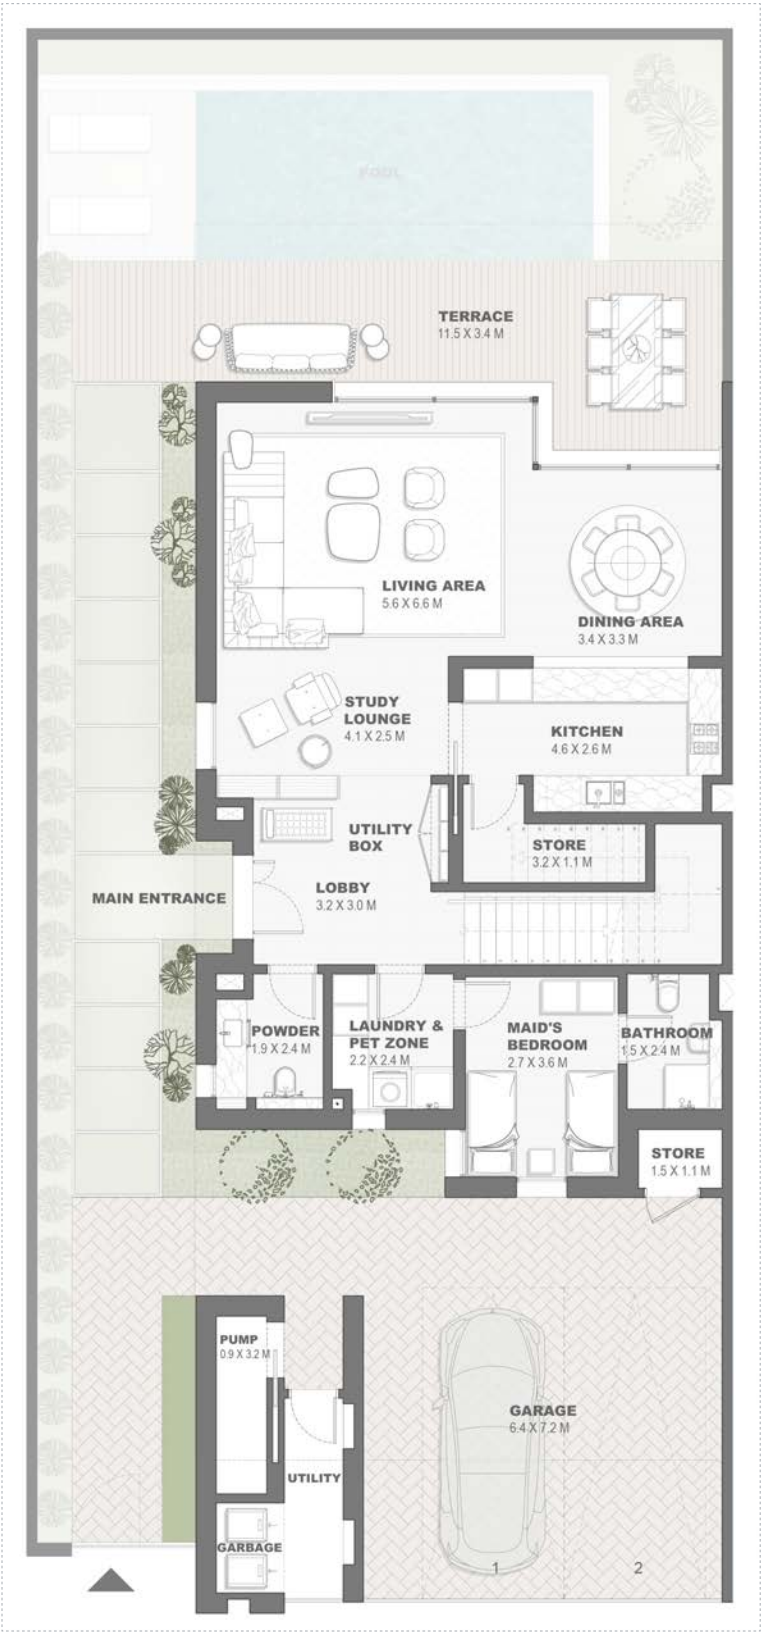 POOL
TERRACE
11.5 X 3.4 M
LIVING AREA
5.6 X 6.6 M
DINING AREA
3.4 X 3.3 M
STUDY
LOUNGE
4.1 X 2.5 M
KITCHEN
4.6 X 2.6 M
UTILITY
BOX
STORE
3.2 X 1.1 M
LOBBY
3.2 X 3.0 M
MAIN ENTRANCE
POWDER
1.9 X 2.4 M
LAUNDRY &
PET ZONE
2.2 X 2.4 M
MAID'S
BEDROOM
2.7 X 3.6 M
BATHROOM
1.5 X 2.4 M
STORE
1.5 X 1.1 M
PUMP
0.9 X 3.2 M
GARAGE
6.4 X 7.2 M
UTILITY
GARBAGE
1
2